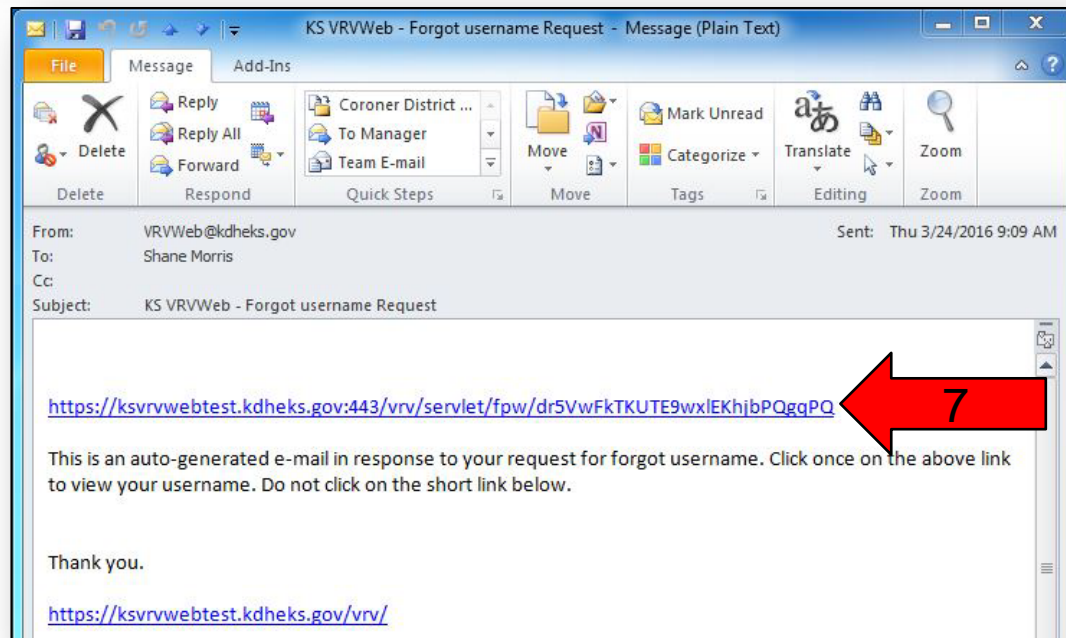 KS VRVWeb - Forgot username Request - Message (Plain Text)
File Message Add-Ins
Delete
Reply
Reply All
Forward
Coroner District ...
To Manager
Team E-mail
Move
Mark Unread
Categorize
Translate
Zoom
Delete Respond Quick Steps Move Tags Editing Zoom
From: VRVWeb@kdheks.gov Sent: Thu 3/24/2016 9:09 AM
To: Shane Morris
Cc:
Subject: KS VRVWeb - Forgot username Request
https://ksvrvwebtest.kdheks.gov:443/vrv/servlet/fpw/dr5VwFkTKUTE9wxlEKhjbPQgqPQ
7
This is an auto-generated e-mail in response to your request for forgot username. Click once on the above link
to view your username. Do not click on the short link below.
Thank you.
https://ksvrvwebtest.kdheks.gov/vrv/